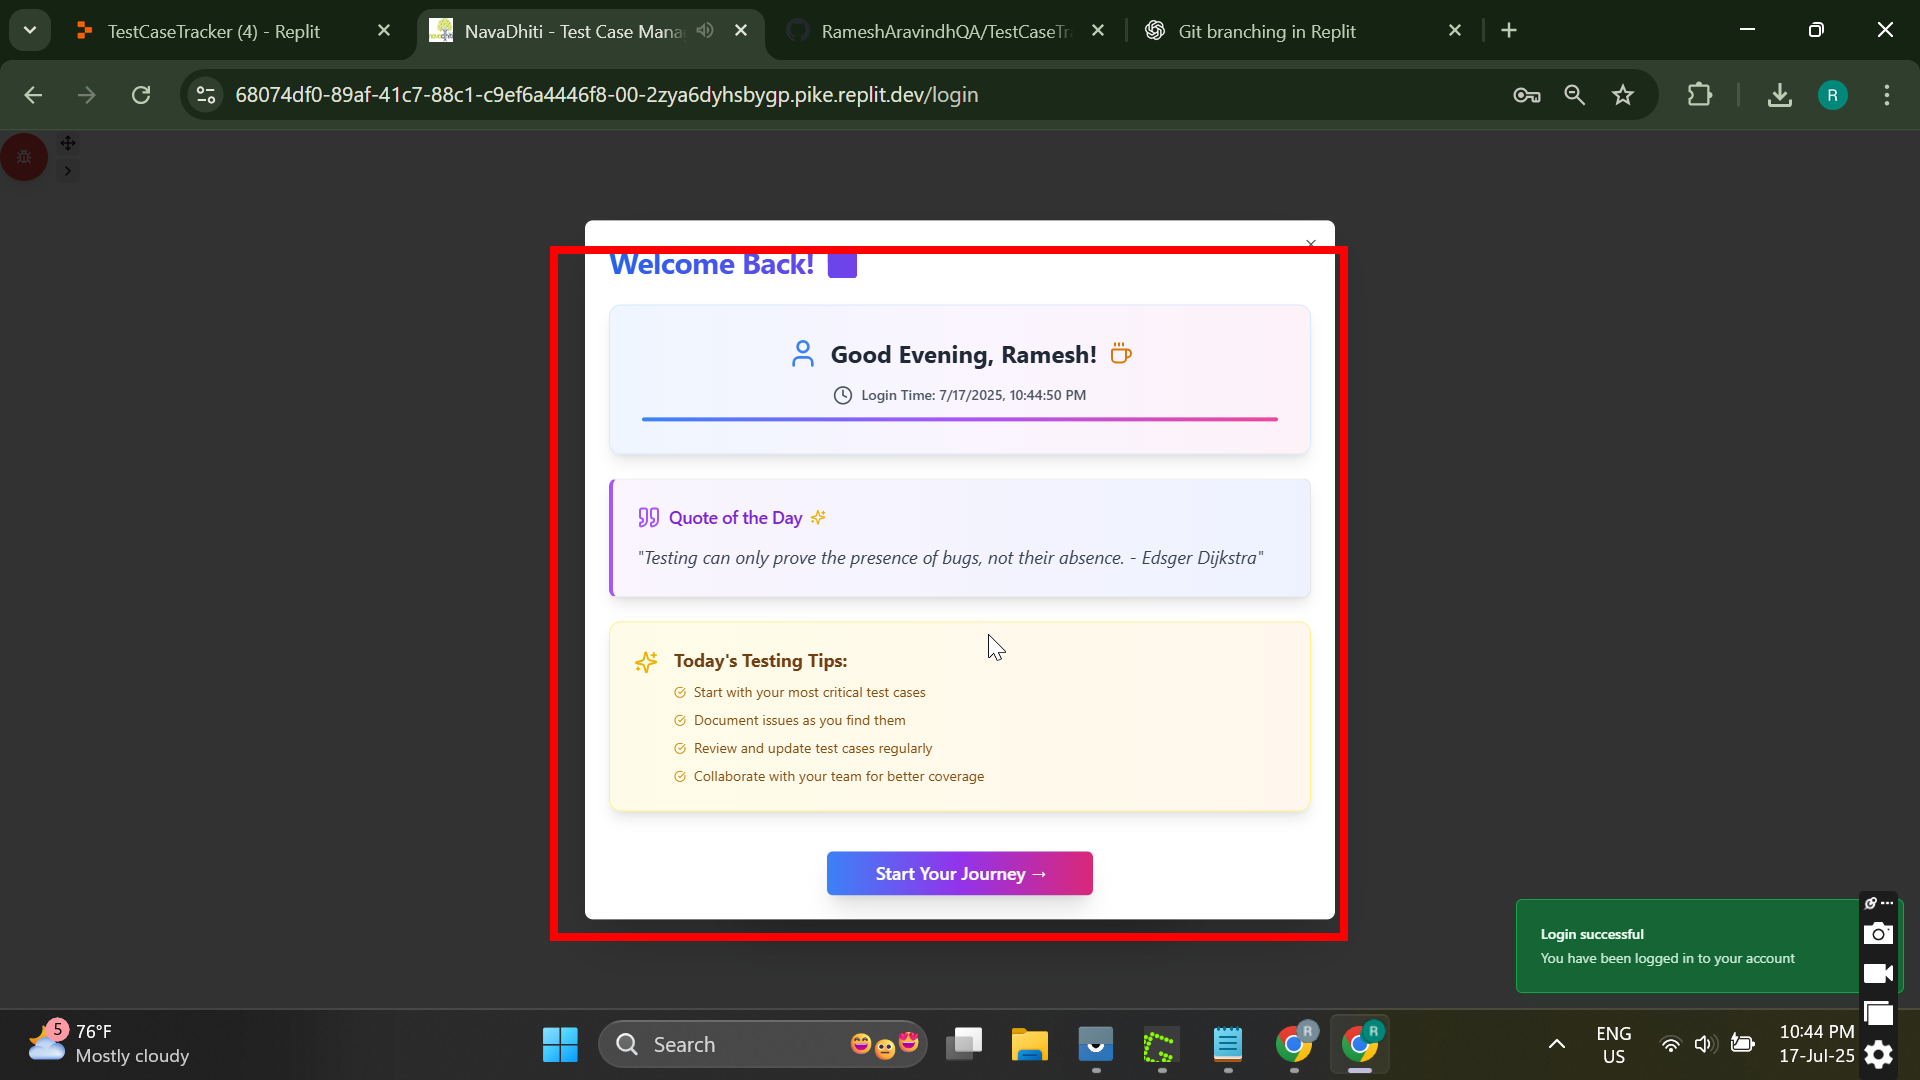 TestCaseTracker (4) - Replit
NavaDhiti - Test Case Mana
RameshAravindhQA/TestCaseTr
Git branching in Replit
68074df0-89af-41c7-88c1-c9ef6a4446f8-00-2zya6dyhsbygp.pike.replit.dev/login
R
Welcome Back!
Good Evening, Ramesh!
Login Time: 7/17/2025, 10:44:50 PM
Quote of the Day
"Testing can only prove the presence of bugs, not their absence. - Edsger Dijkstra"
Today's Testing Tips:
Start with your most critical test cases
Document issues as you find them
Review and update test cases regularly
Collaborate with your team for better coverage
Start Your Journey →
Login successful
You have been logged in to your account
5
76°F
Mostly cloudy
Search
R
R
ENG
US
10:44 PM
17-Jul-25